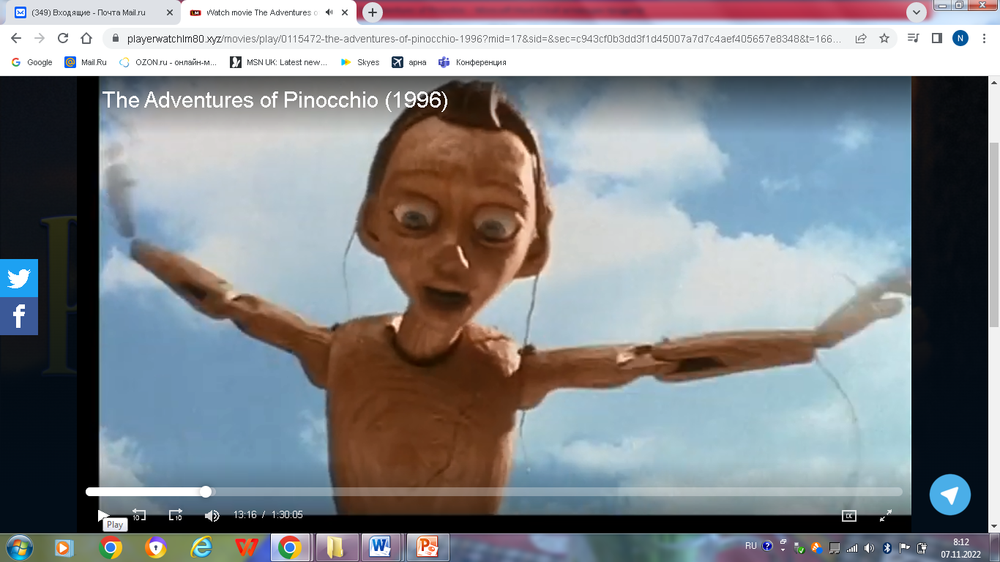 (349) Входящие - Почта Mail.ru
Watch movie The Adventures o
playerwatchlm80.xyz/movies/play/0115472-the-adventures-of-pinocchio-1996?mid=17&sid=&sec=c943cf0b3dd3f1d45007a7d7c4aef405657e8348&t=166...
N
Google
Mail.Ru
OZON.ru - онлайн-м...
MSN UK: Latest new...
Skyes
арна
Конференция
The Adventures of Pinocchio (1996)
10
10
13:16 / 1:30:05
Play
RU
8:12
07.11.2022